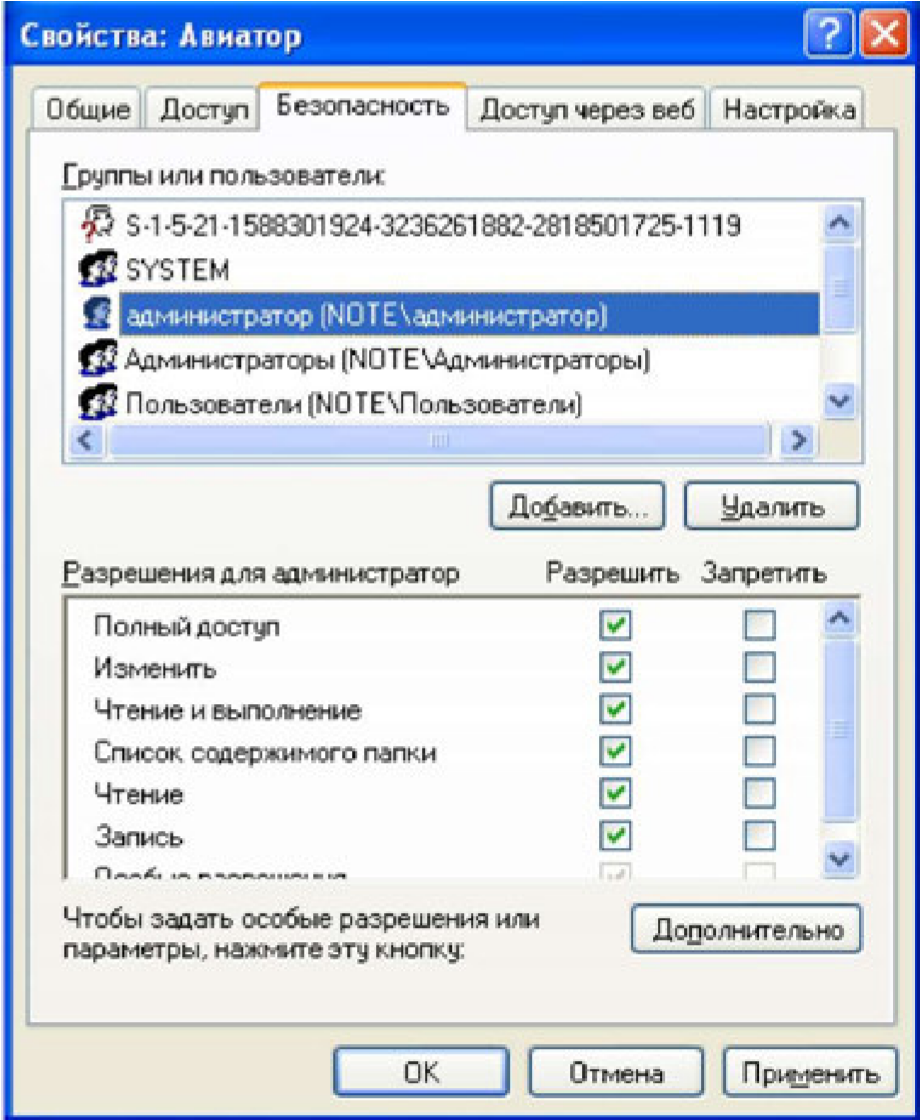 Свойства: Авиатор
Общие Доступ Безопасность Доступ через веб Настройка
Группы или пользователи:
S-1-5-21-1588301924-3236261882-2818501725-1119
SYSTEM
администратор (NOTE\администратор)
Администраторы (NOTE\Администраторы)
Пользователи (NOTE\Пользователи)
Добавить... Удалить
Разрешения для администратор Разрешить Запретить
Полный доступ
Изменить
Чтение и выполнение
Список содержимого папки
Чтение
Запись
Особые разрешения
Чтобы задать особые разрешения или
параметры, нажмите эту кнопку:
Дополнительно
OK Отмена Применить